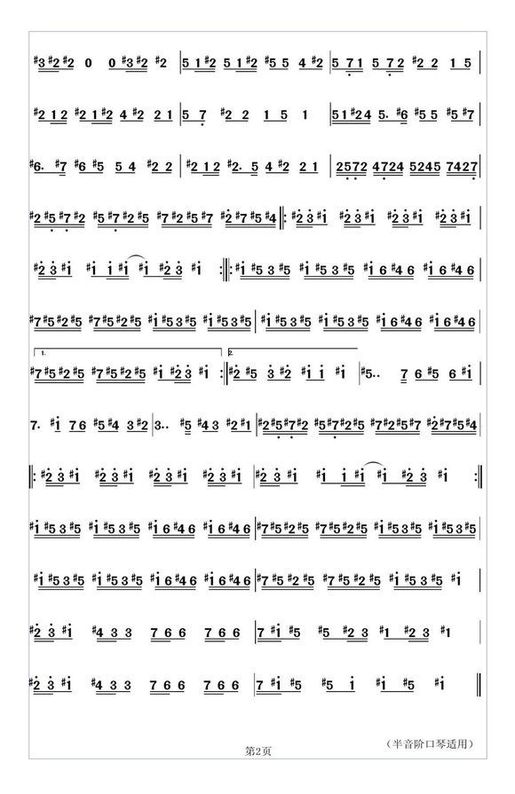 #3 #2 #2 0 0 #3 #2 #2 | 5 1 #2 5 1 #2 #5 5 4 #2 | 5 7 1 5 7 2 #2 2 1 5 |
#2 1 2 #2 1 #2 4 #2 2 1 | 5 7 #2 2 1 5 1 | 5 1 #2 4 5. #6 #5 5 #5 #7 |
#6. #7 #6 #5 5 4 #2 2 | #2 1 2 #2. 5 4 #2 2 1 | 2 5 7 2 4 7 2 4 5 2 4 5 7 4 2 7 |
#2 #5 #7 #2 #5 #7 #2 #5 #7 #2 #5 #7 #2 #7 #5 #4 ‖: #2 3 #i #2 3 #i #2 3 #i #2 3 #i |
#2 3 #i #i i #i #i #2 3 #i :‖: #i #5 3 #5 #i #5 3 #5 #i 6 #4 6 #i 6 #4 6 |
#7 #5 #2 #5 #7 #5 #2 #5 #i #5 3 #5 #i #5 3 #5 | #i #5 3 #5 #i #5 3 #5 #i 6 #4 6 #i 6 #4 6 |
1. 2.
#7 #5 #2 #5 #7 #5 #2 #5 #i #2 3 #i :‖ #2 #5 3 #2 #i i #i | #5.. 7 6 #5 6 #i |
7. #i 7 6 #5 #4 3 #2 | 3.. #5 #4 3 #2 #1 | #2 #5 #7 #2 #5 #7 #2 #5 #7 #2 #5 #7 #2 #7 #5 #4 |
‖: #2 3 #i #2 3 #i #2 3 #i #2 3 #i | #2 3 #i #i i #i #i #2 3 #i :‖
#i #5 3 #5 #i #5 3 #5 #i 6 #4 6 #i 6 #4 6 | #7 #5 #2 #5 #7 #5 #2 #5 #i #5 3 #5 #i #5 3 #5 |
#i #5 3 #5 #i #5 3 #5 #i 6 #4 6 #i 6 #4 6 | #7 #5 #2 #5 #7 #5 #2 #5 #i #5 3 #5 #i |
#2 3 #i #4 3 3 7 6 6 7 6 6 | 7 #i #5 #5 #2 3 #1 #2 3 #1 |
#2 3 #i #4 3 3 7 6 6 7 6 6 | 7 #i #5 #5 i #i #5 #i ‖
（半音阶口琴适用）
第2页